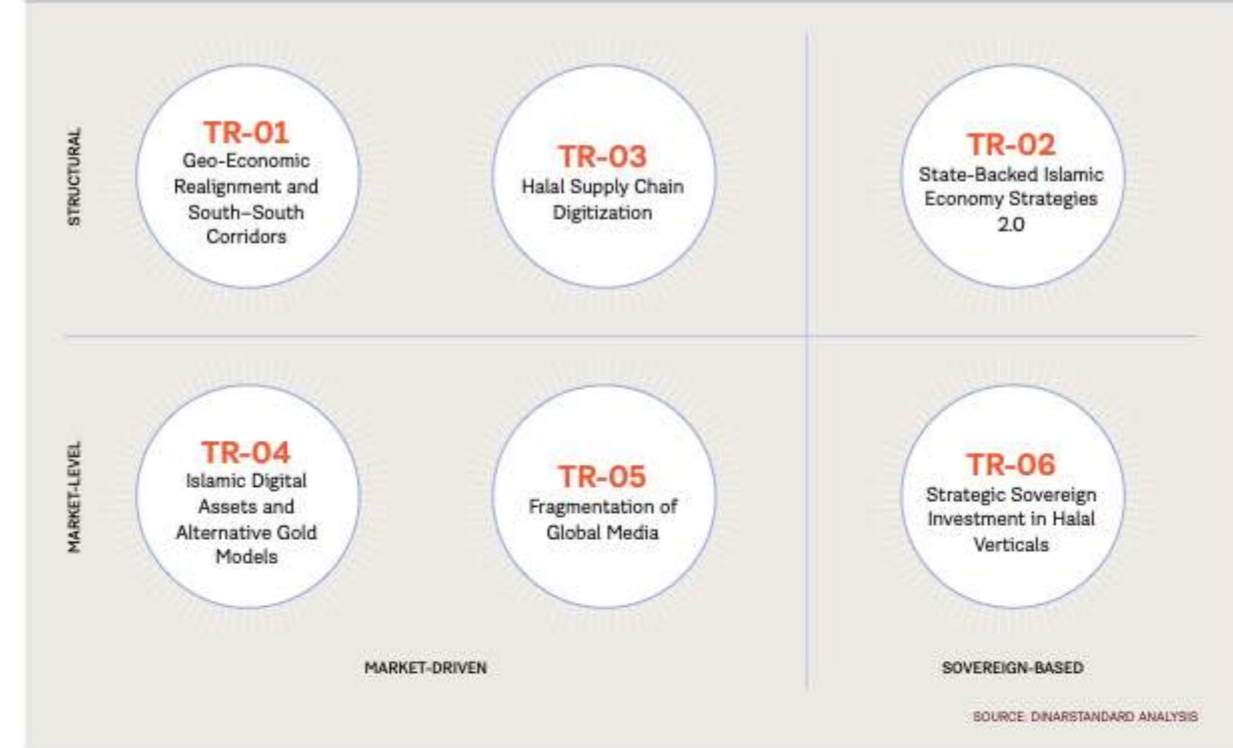 STRUCTURAL
TR-01
Geo-Economic
Realignment and
South–South
Corridors
TR-03
Halal Supply Chain
Digitization
TR-02
State-Backed Islamic
Economy Strategies
2.0
MARKET-LEVEL
TR-04
Islamic Digital
Assets and
Alternative Gold
Models
TR-05
Fragmentation of
Global Media
TR-06
Strategic Sovereign
Investment in Halal
Verticals
MARKET-DRIVEN
SOVEREIGN-BASED
SOURCE: DINARSTANDARD ANALYSIS